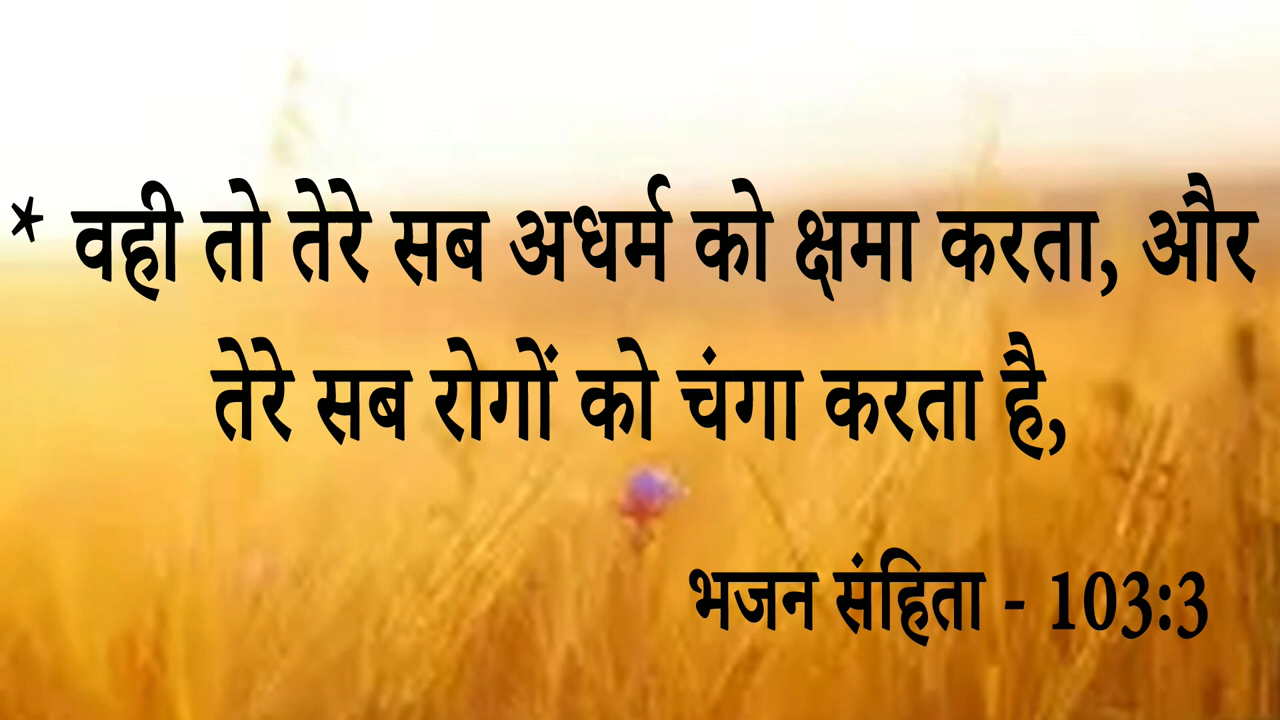 * वही तो तेरे सब अधर्म को क्षमा करता, और
तेरे सब रोगों को चंगा करता है,
भजन संहिता - 103:3